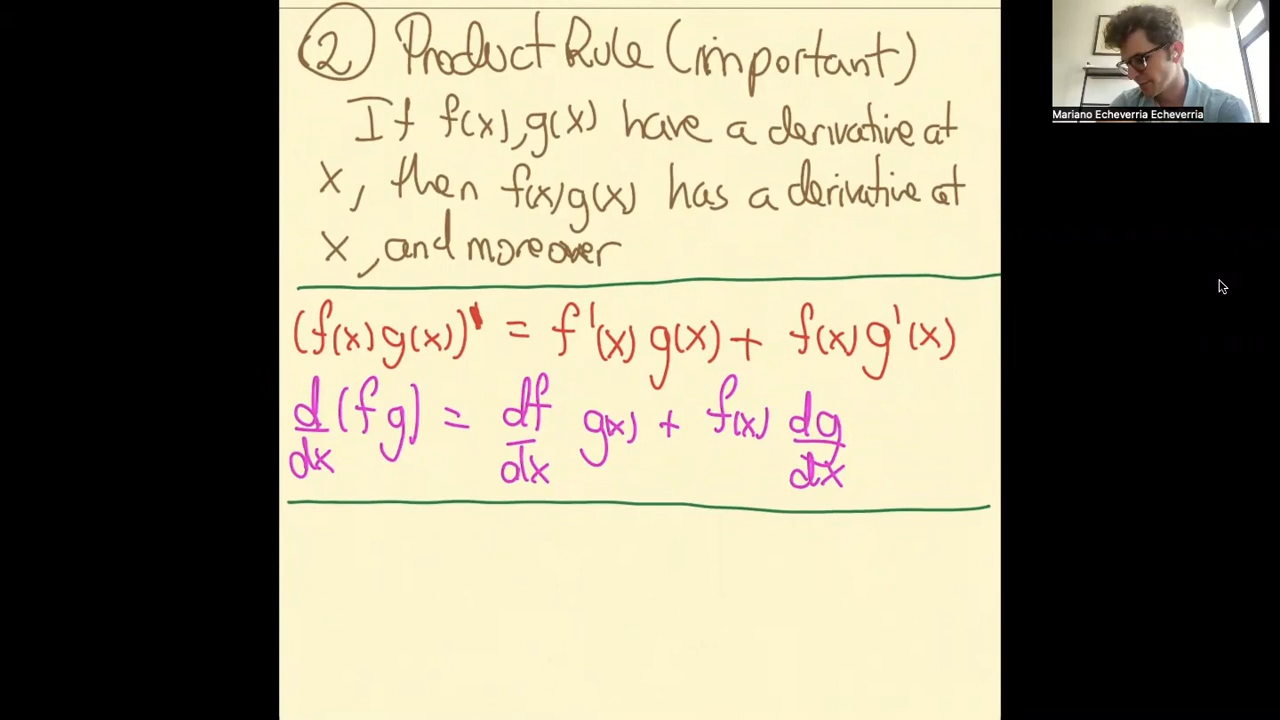 ② Product Rule (important)
If f(x), g(x) have a derivative at
x, then f(x)g(x) has a derivative at
x, and moreover
(f(x)g(x))' = f'(x) g(x) + f(x)g'(x)
d/dx (fg) = df/dx g(x) + f(x) dg/dx
Mariano Echeverria Echeverria